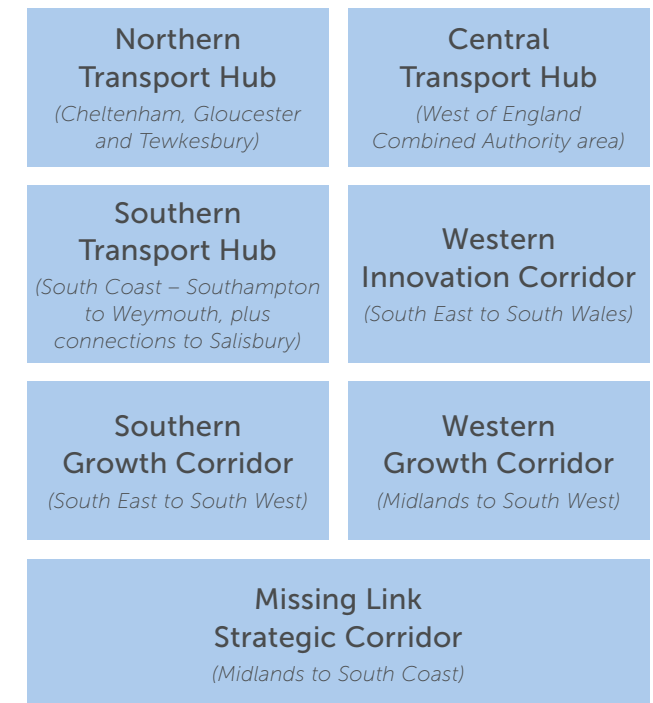 Northern
Transport Hub
(Cheltenham, Gloucester
and Tewkesbury)
Central
Transport Hub
(West of England
Combined Authority area)
Southern
Transport Hub
(South Coast – Southampton
to Weymouth, plus
connections to Salisbury)
Western
Innovation Corridor
(South East to South Wales)
Southern
Growth Corridor
(South East to South West)
Western
Growth Corridor
(Midlands to South West)
Missing Link
Strategic Corridor
(Midlands to South Coast)